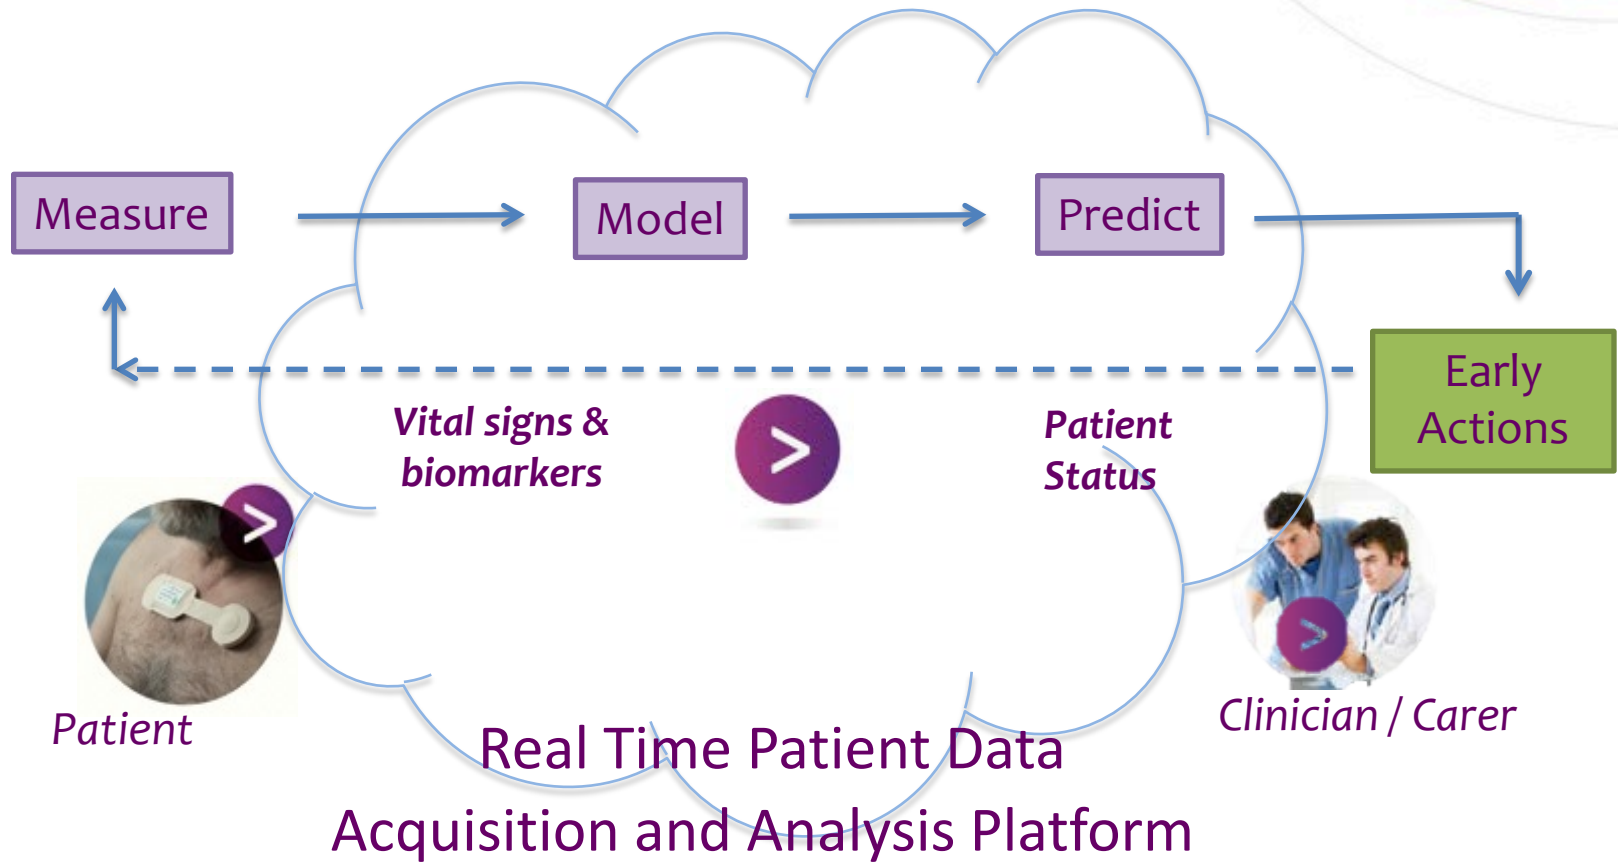 Measure
Model
Predict
Early
Actions
Vital signs &
biomarkers
>
Patient
Status
>
>
Patient
Clinician / Carer
Real Time Patient Data
Acquisition and Analysis Platform